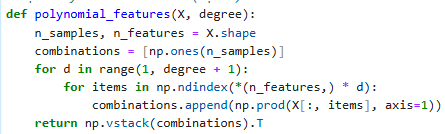 def polynomial_features(X, degree):
    n_samples, n_features = X.shape
    combinations = [np.ones(n_samples)]
    for d in range(1, degree + 1):
        for items in np.ndindex(*(n_features,) * d):
            combinations.append(np.prod(X[:, items], axis=1))
    return np.vstack(combinations).T